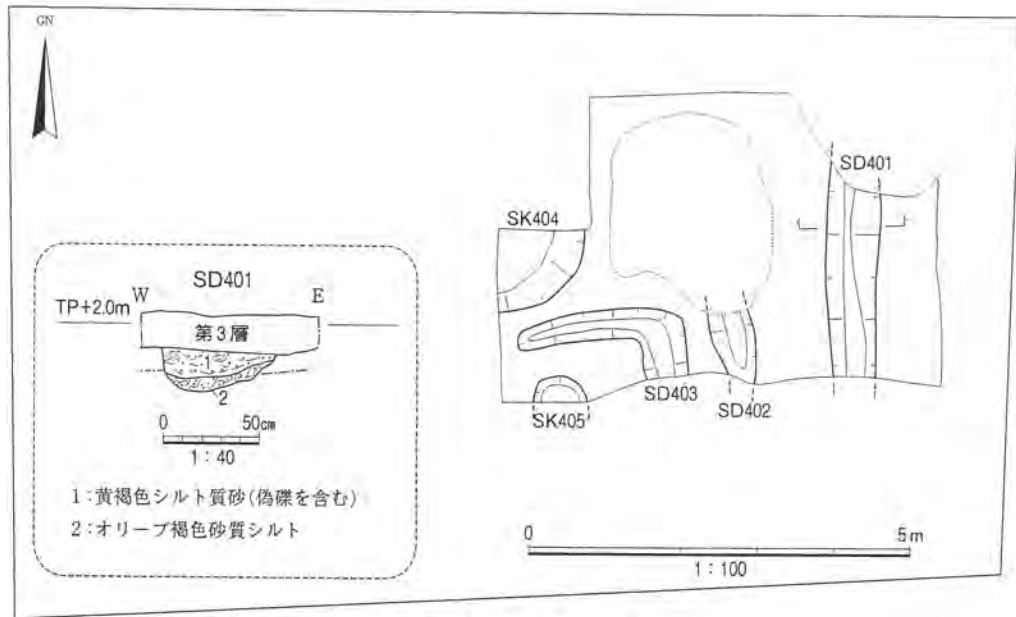 GN
SD401
SK404
SD401
W
E
TP+2.0m
第3層
1
2
0 50cm
1:40
SD403
SD402
SK405
1:黄褐色シルト質砂(偽礫を含む)
2:オリーブ褐色砂質シルト
0 5m
1:100